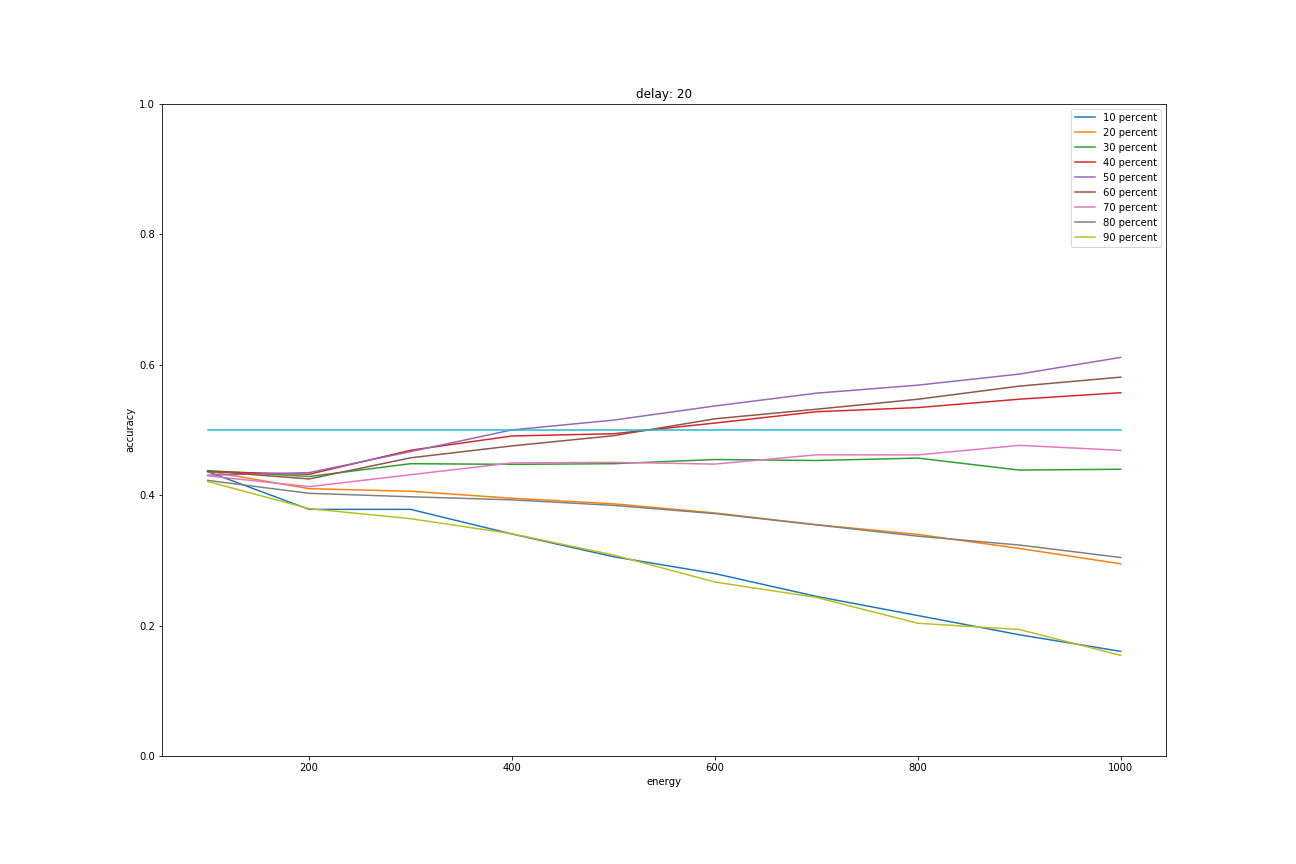 delay: 20
1.0
0.8
0.6
0.4
0.2
0.0
accuracy
200
400
600
800
1000
energy
10 percent
20 percent
30 percent
40 percent
50 percent
60 percent
70 percent
80 percent
90 percent